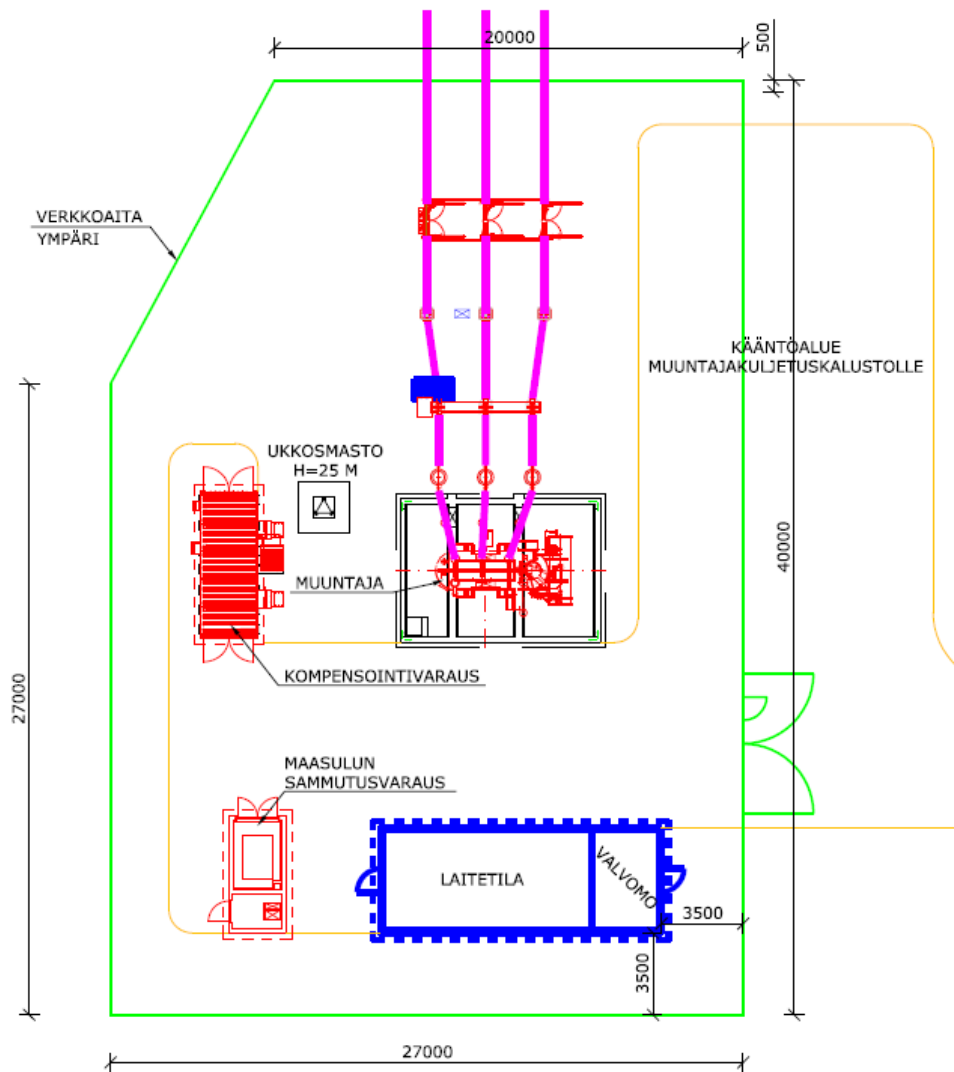 20000
500
VERKKOAITA
YMPÄRI
KÄÄNTÖALUE
MUUNTAJAKULJETUSKALUSTOLLE
UKKOSMASTO
H=25 M
40000
MUUNTAJA
KOMPENSOINTIVARAUS
27000
MAASULUN
SAMMUTUSVARAUS
LAITETILA
VALVOMO
3500
3500
27000